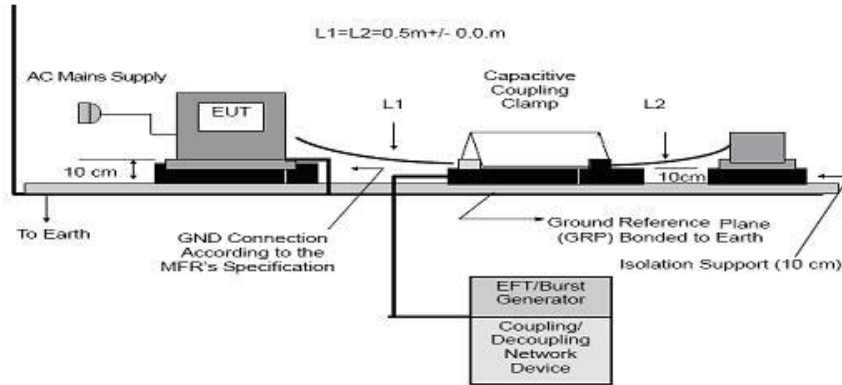 L1=L2=0.5m+/- 0.0.m
AC Mains Supply
EUT
L1
Capacitive
Coupling
Clamp
L2
10 cm
10cm
To Earth
GND Connection
According to the
MFR's Specification
Ground Reference Plane
(GRP) Bonded to Earth
Isolation Support (10 cm)
EFT/Burst
Generator
Coupling/
Decoupling
Network
Device